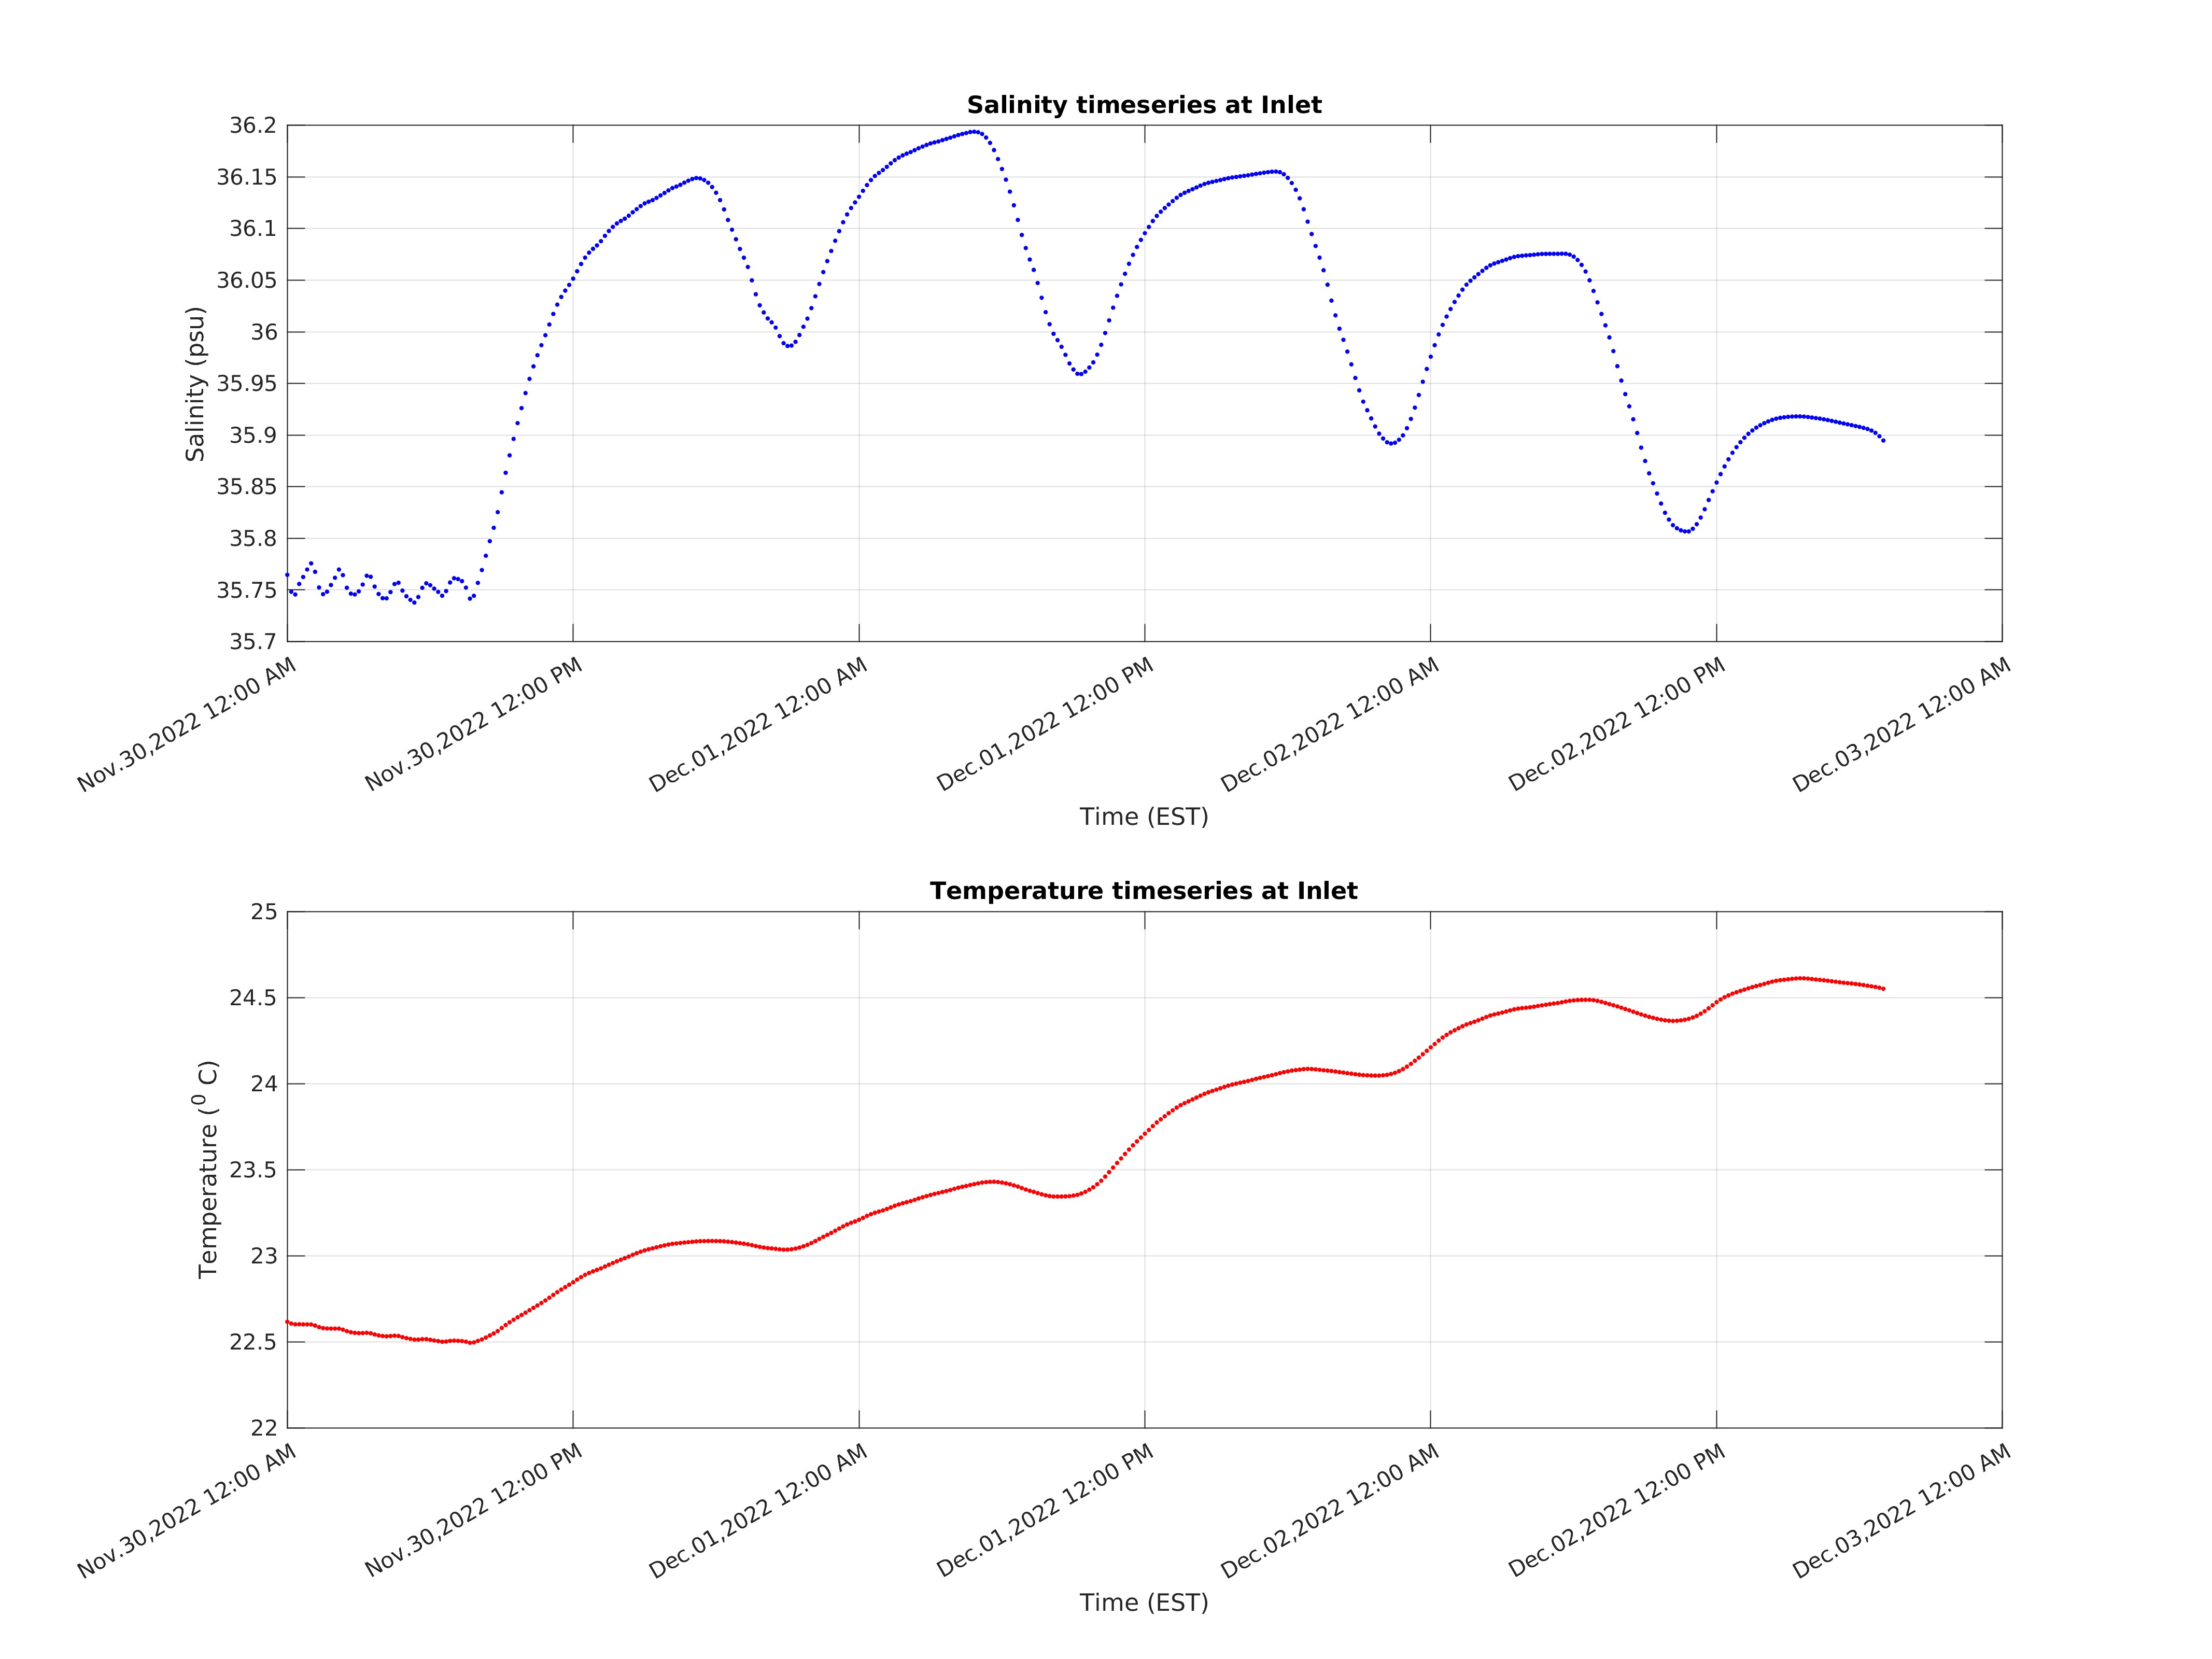 Salinity timeseries at Inlet
36.2
36.15
36.1
36.05
36
35.95
35.9
35.85
35.8
35.75
35.7
Salinity (psu)
Nov.30,2022 12:00 AM
Nov.30,2022 12:00 PM
Dec.01,2022 12:00 AM
Dec.01,2022 12:00 PM
Dec.02,2022 12:00 AM
Dec.02,2022 12:00 PM
Dec.03,2022 12:00 AM
Time (EST)
Temperature timeseries at Inlet
25
24.5
24
23.5
23
22.5
22
Temperature (⁰ C)
Nov.30,2022 12:00 AM
Nov.30,2022 12:00 PM
Dec.01,2022 12:00 AM
Dec.01,2022 12:00 PM
Dec.02,2022 12:00 AM
Dec.02,2022 12:00 PM
Dec.03,2022 12:00 AM
Time (EST)